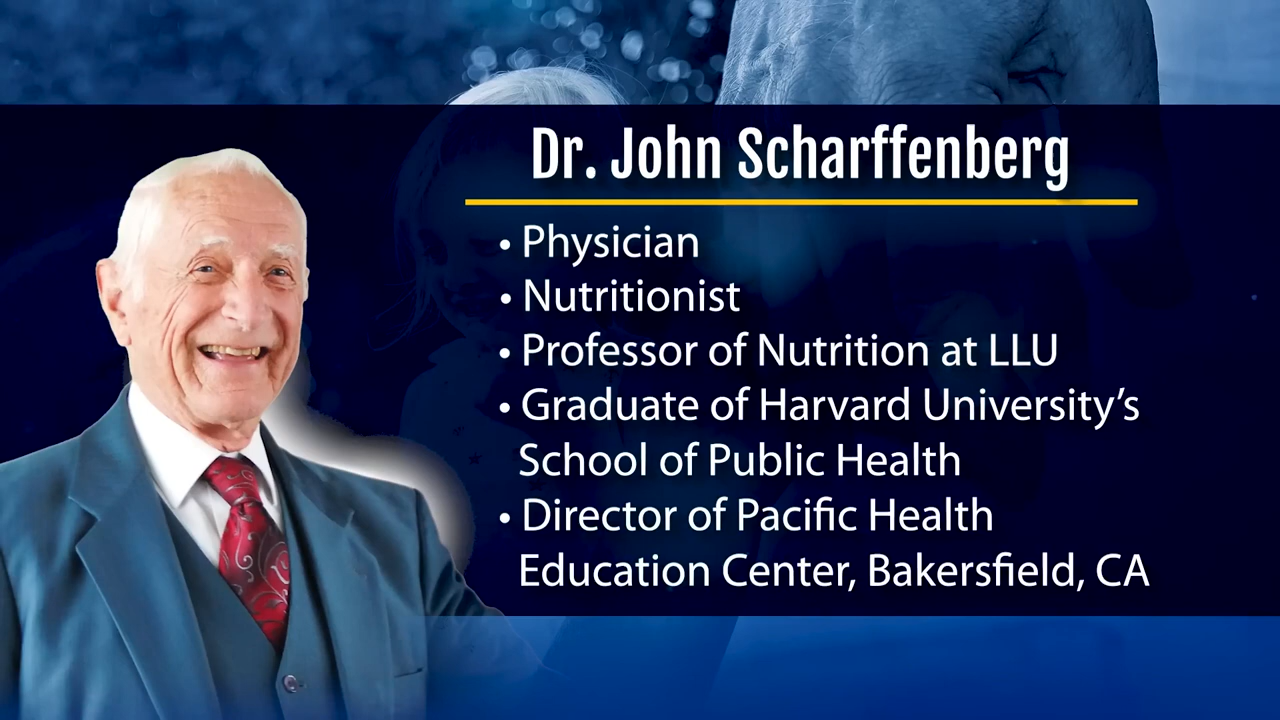 Dr. John Scharffenberg
• Physician
• Nutritionist
• Professor of Nutrition at LLU
• Graduate of Harvard University’s
School of Public Health
• Director of Pacific Health
Education Center, Bakersfield, CA